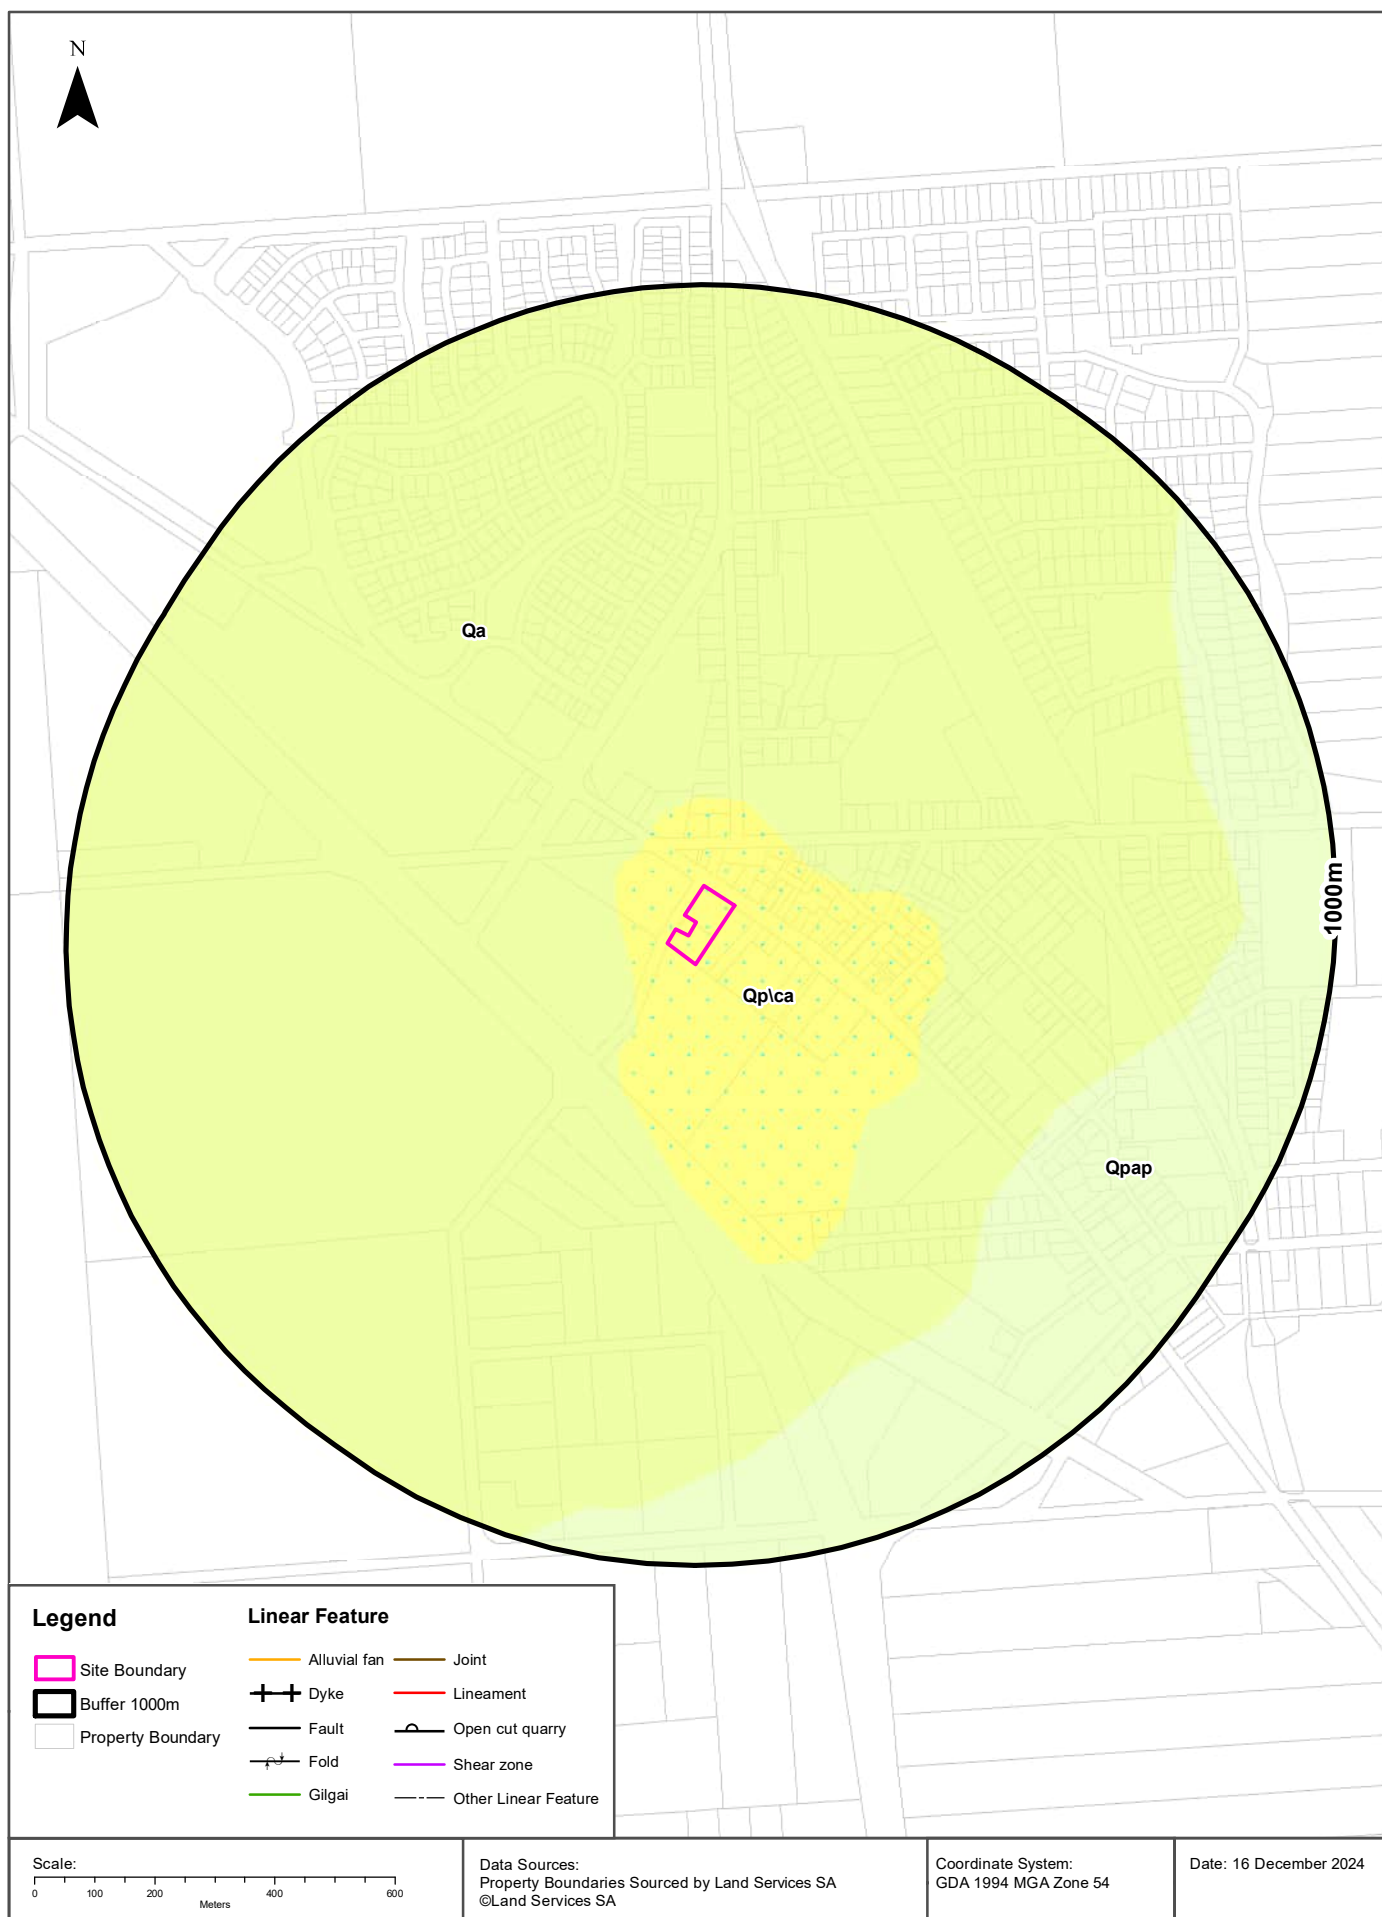 N
Qa
1000m
Qp\ca
Qpap
Legend
Site Boundary
Buffer 1000m
Property Boundary
Linear Feature
Alluvial fan
Dyke
Fault
Fold
Gilgai
Joint
Lineament
Open cut quarry
Shear zone
Other Linear Feature
Scale:
0 100 200 400 600
Meters
Data Sources:
Property Boundaries Sourced by Land Services SA
©Land Services SA
Coordinate System:
GDA 1994 MGA Zone 54
Date: 16 December 2024